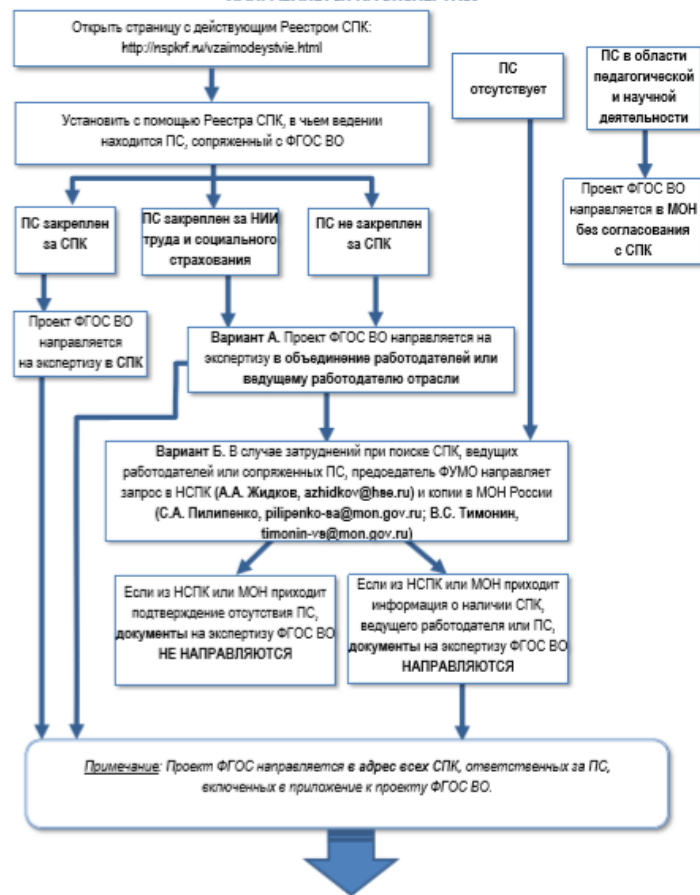 Открыть страницу с действующим Реестром СПК:
http://nspkrf.ru/vzaimodeystvie.html
ПС
отсутствует
ПС в области
педагогической
и научной
деятельности
Установить с помощью Реестра СПК, в чьем ведении
находится ПС, сопряженный с ФГОС ВО
Проект ФГОС ВО
направляется в МОН
без согласования
с СПК
ПС закреплен
за СПК
ПС закреплен за НИИ
труда и социального
страхования
ПС не закреплен
за СПК
Проект ФГОС ВО
направляется
на экспертизу в СПК
Вариант А. Проект ФГОС ВО направляется на
экспертизу в объединение работодателей или
ведущему работодателю отрасли
Вариант Б. В случае затруднений при поиске СПК, ведущих
работодателей или сопряженных ПС, председатель ФУМО направляет
запрос в НСПК (А.А. Жидков, azhidkov@hse.ru) и копии в МОН России
(С.А. Пилипенко, pilipenko-sa@mon.gov.ru; В.С. Тимонин,
timonin-vs@mon.gov.ru)
Если из НСПК или МОН приходит
подтверждение отсутствия ПС,
документы на экспертизу ФГОС ВО
НЕ НАПРАВЛЯЮТСЯ
Если из НСПК или МОН приходит
информация о наличии СПК,
ведущего работодателя или ПС,
документы на экспертизу ФГОС ВО
НАПРАВЛЯЮТСЯ
Примечание: Проект ФГОС направляется в адрес всех СПК, ответственных за ПС,
включенных в приложение к проекту ФГОС ВО.